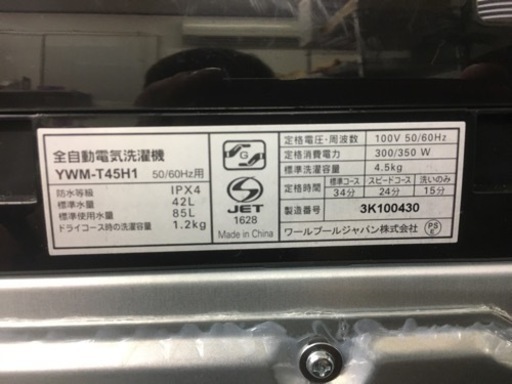 全自動電気洗濯機
YWM-T45H1 50/60Hz用
防水等級 IPX4
標準水量 42L
標準使用水量 85L
ドライコース時の洗濯容量 1.2kg
G
JET
1628
Made in China
定格電圧・周波数 100V 50/60Hz
定格消費電力 300/350 W
標準洗濯容量 4.5kg
定格時間 標準コース スピードコース 洗いのみ
34分 24分 15分
製造番号 3K100430
ワールプールジャパン株式会社
PS
E